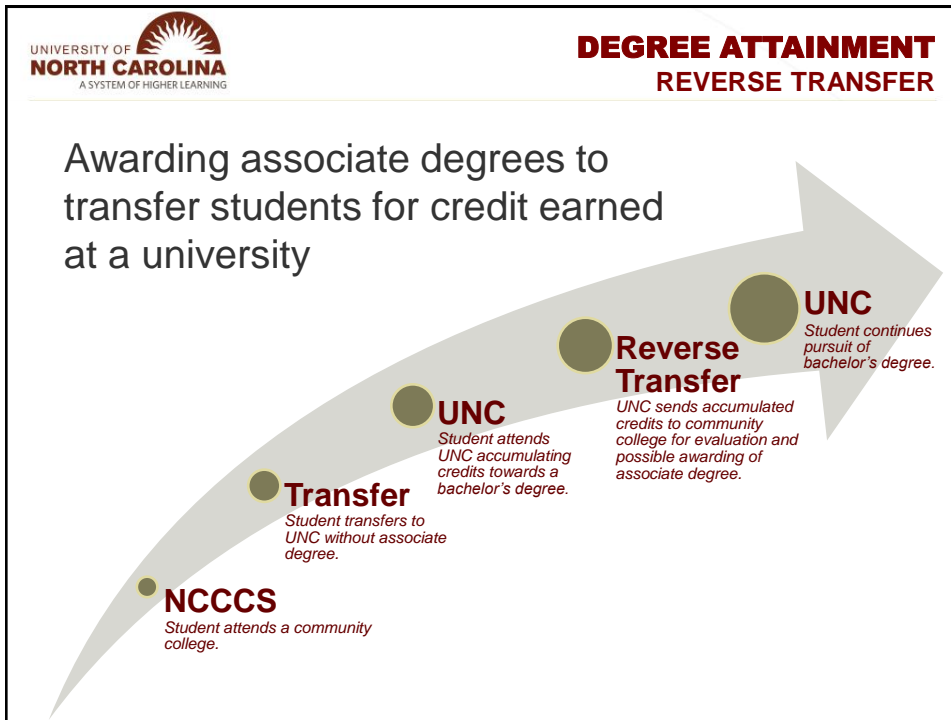 UNIVERSITY OF
NORTH CAROLINA
A SYSTEM OF HIGHER LEARNING
DEGREE ATTAINMENT
REVERSE TRANSFER
Awarding associate degrees to
transfer students for credit earned
at a university
NCCCS
Student attends a community
college.
Transfer
Student transfers to
UNC without associate
degree.
UNC
Student attends
UNC accumulating
credits towards a
bachelor’s degree.
Reverse
Transfer
UNC sends accumulated
credits to community
college for evaluation and
possible awarding of
associate degree.
UNC
Student continues
pursuit of
bachelor’s degree.